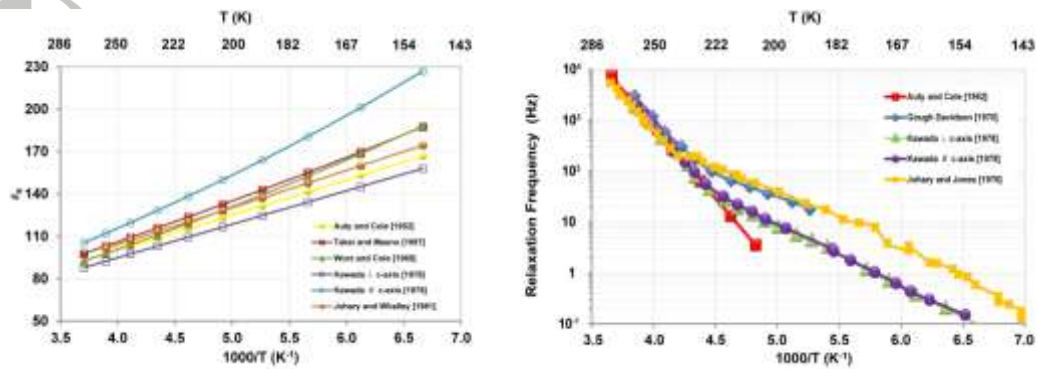 T (K)
286 250 222 200 182 167 154 143
230
200
170
140
110
80
50
3.5 4.0 4.5 5.0 5.5 6.0 6.5 7.0
1000/T (K⁻¹)
εs
Auty and Cole [1952]
Takei and Maeno [1987]
Worz and Cole [1969]
Kawada ⊥ c-axis [1978]
Kawada // c-axis [1978]
Johary and Whalley [1981]
T (K)
286 250 222 200 182 167 154 143
Relaxation Frequency (Hz)
10
1
3.5 4.0 4.5 5.0 5.5 6.0 6.5 7.0
1000/T (K⁻¹)
Auty and Cole [1952]
Gough Davidson [1970]
Kawada ⊥ c-axis [1978]
Kawada // c-axis [1978]
Johary and Jones [1976]